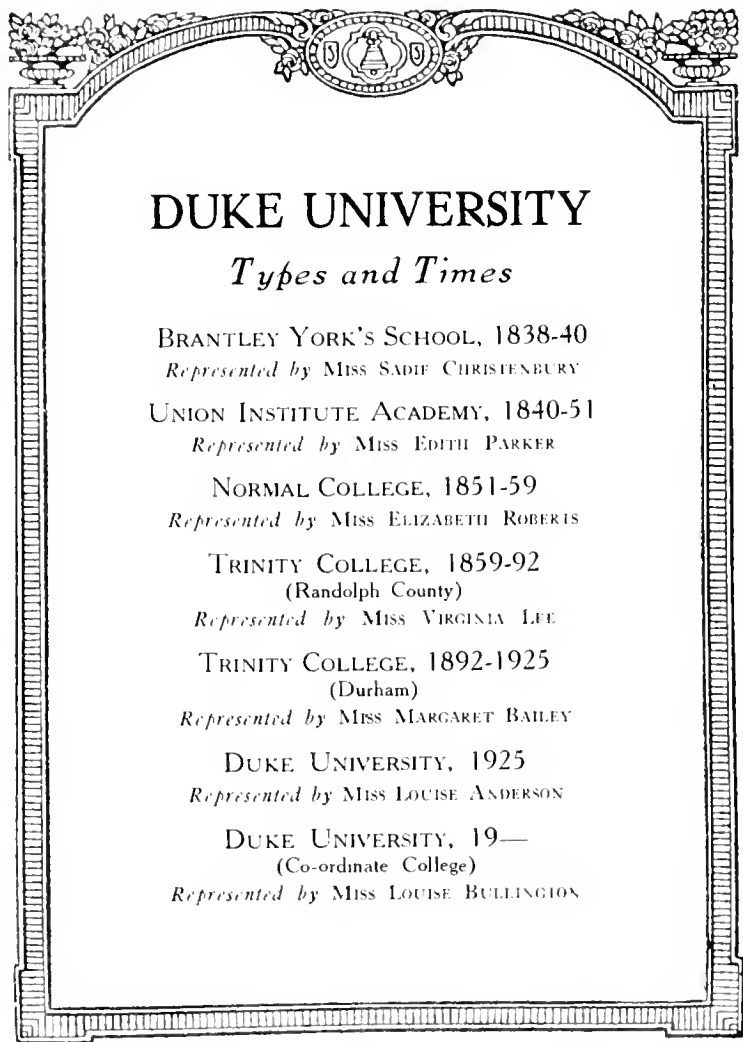 DUKE UNIVERSITY
Types and Times
BRANTLEY YORK'S SCHOOL, 1838-40
Represented by MISS SADIE CHRISTENBURY
UNION INSTITUTE ACADEMY, 1840-51
Represented by MISS EDITH PARKER
NORMAL COLLEGE, 1851-59
Represented by MISS ELIZABETH ROBERTS
TRINITY COLLEGE, 1859-92
(Randolph County)
Represented by MISS VIRGINIA LEE
TRINITY COLLEGE, 1892-1925
(Durham)
Represented by MISS MARGARET BAILEY
DUKE UNIVERSITY, 1925
Represented by MISS LOUISE ANDERSON
DUKE UNIVERSITY, 19—
(Co-ordinate College)
Represented by MISS LOUISE BULLINGTON